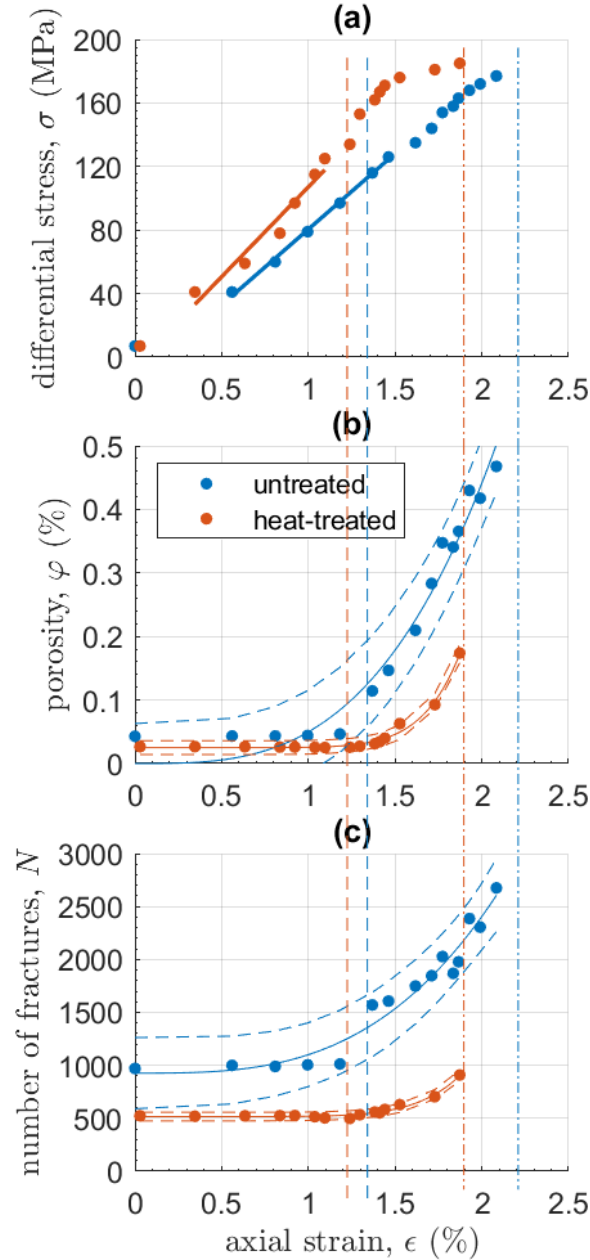 (a)
differential stress, σ (MPa)
200
160
120
80
40
0
0 0.5 1 1.5 2 2.5
(b)
porosity, φ (%)
0.5
0.4
0.3
0.2
0.1
0
untreated
heat-treated
0 0.5 1 1.5 2 2.5
(c)
number of fractures, N
3000
2500
2000
1500
1000
500
0
0 0.5 1 1.5 2 2.5
axial strain, ϵ (%)